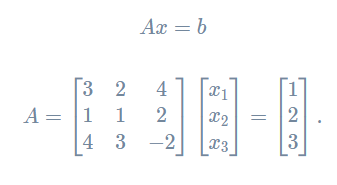 Ax = b
A = [3 2 4; 1 1 2; 4 3 −2] [x₁; x₂; x₃] = [1; 2; 3].